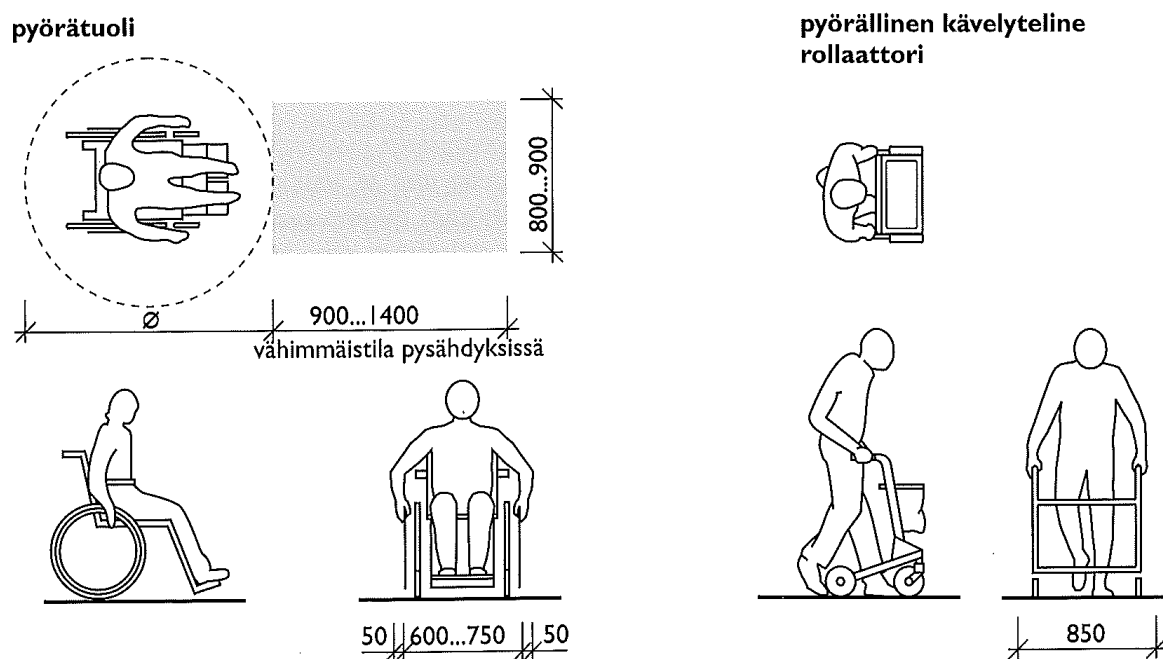 pyörätuoli
pyörällinen kävelyteline
rollaattori
800...900
ø
900...1400
vähimmäistila pysähdyksissä
50
600...750
50
850